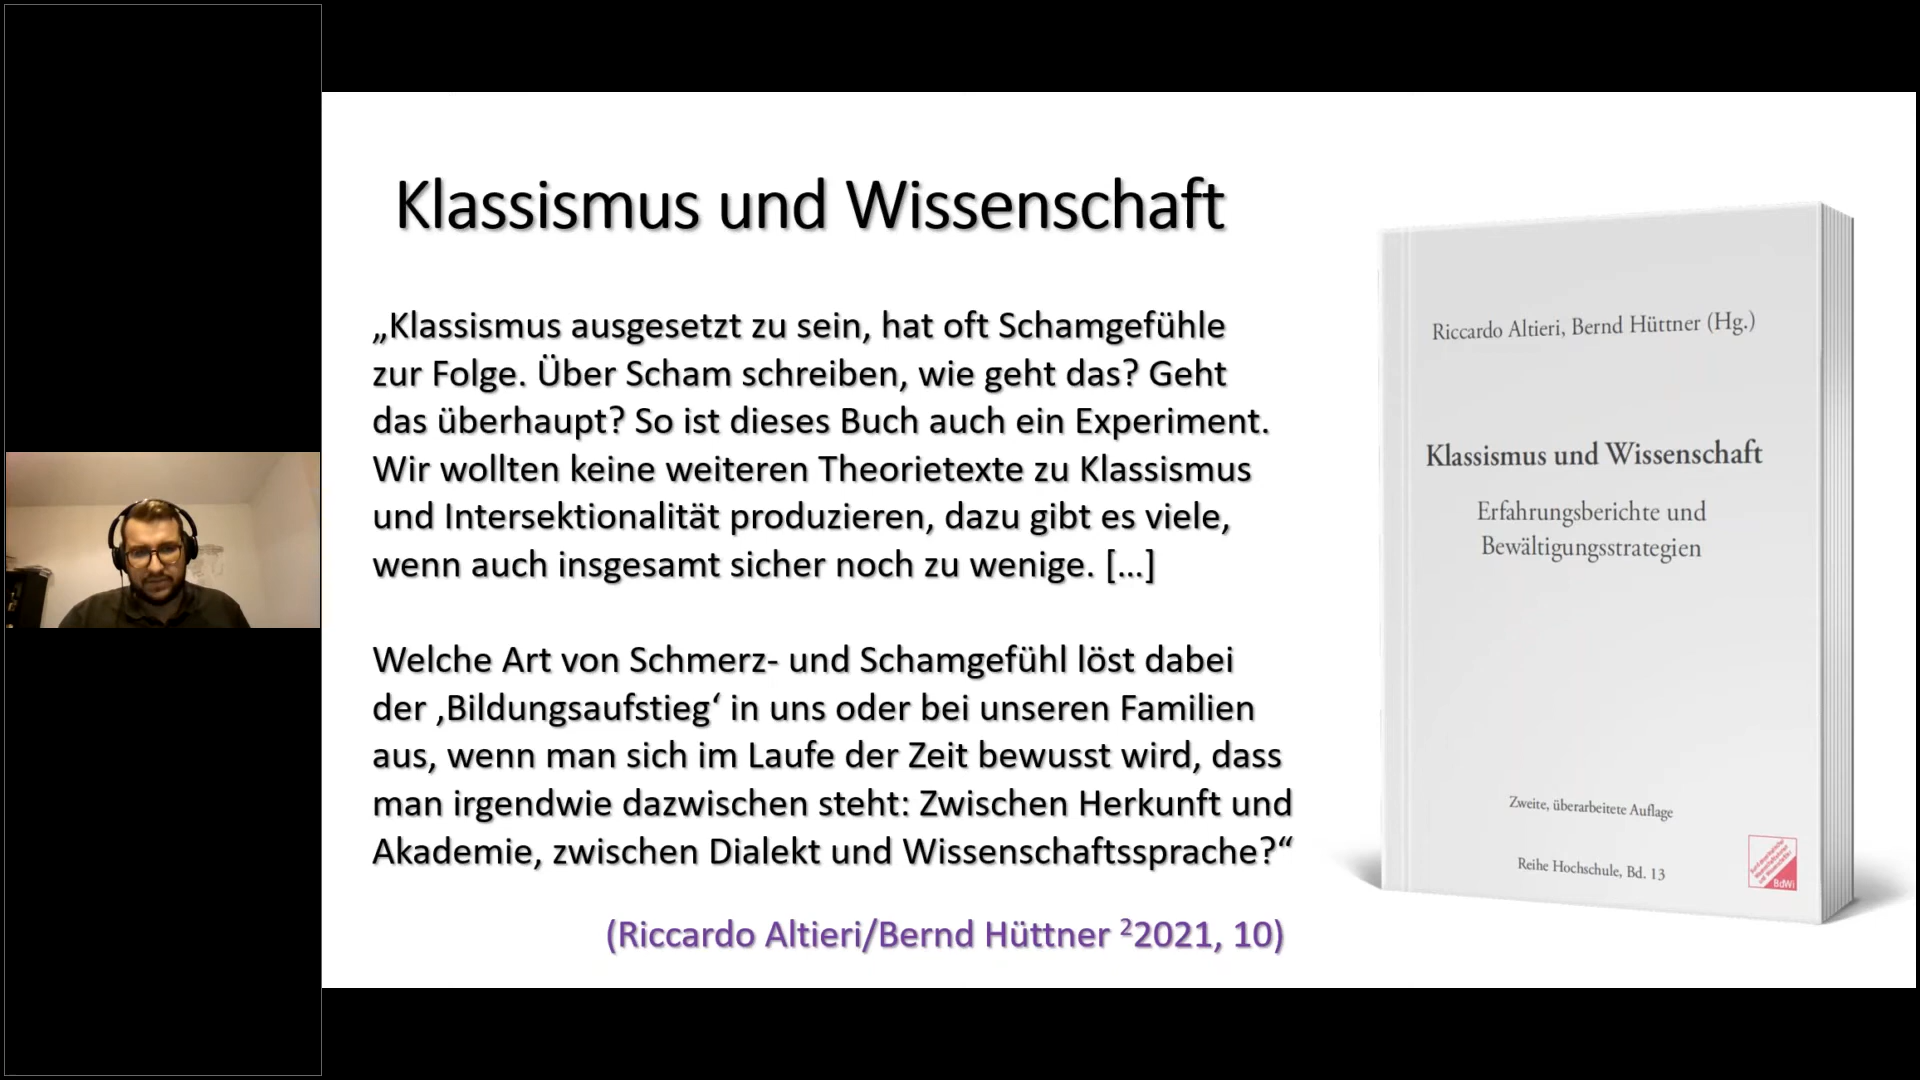 Klassismus und Wissenschaft
„Klassismus ausgesetzt zu sein, hat oft Schamgefühle
zur Folge. Über Scham schreiben, wie geht das? Geht
das überhaupt? So ist dieses Buch auch ein Experiment.
Wir wollten keine weiteren Theorietexte zu Klassismus
und Intersektionalität produzieren, dazu gibt es viele,
wenn auch insgesamt sicher noch zu wenige. […]
Welche Art von Schmerz- und Schamgefühl löst dabei
der ‚Bildungsaufstieg‘ in uns oder bei unseren Familien
aus, wenn man sich im Laufe der Zeit bewusst wird, dass
man irgendwie dazwischen steht: Zwischen Herkunft und
Akademie, zwischen Dialekt und Wissenschaftssprache?“
(Riccardo Altieri/Bernd Hüttner ²2021, 10)
Riccardo Altieri, Bernd Hüttner (Hg.)
Klassismus und Wissenschaft
Erfahrungsberichte und
Bewältigungsstrategien
Zweite, überarbeitete Auflage
Reihe Hochschule, Bd. 13
BdWi